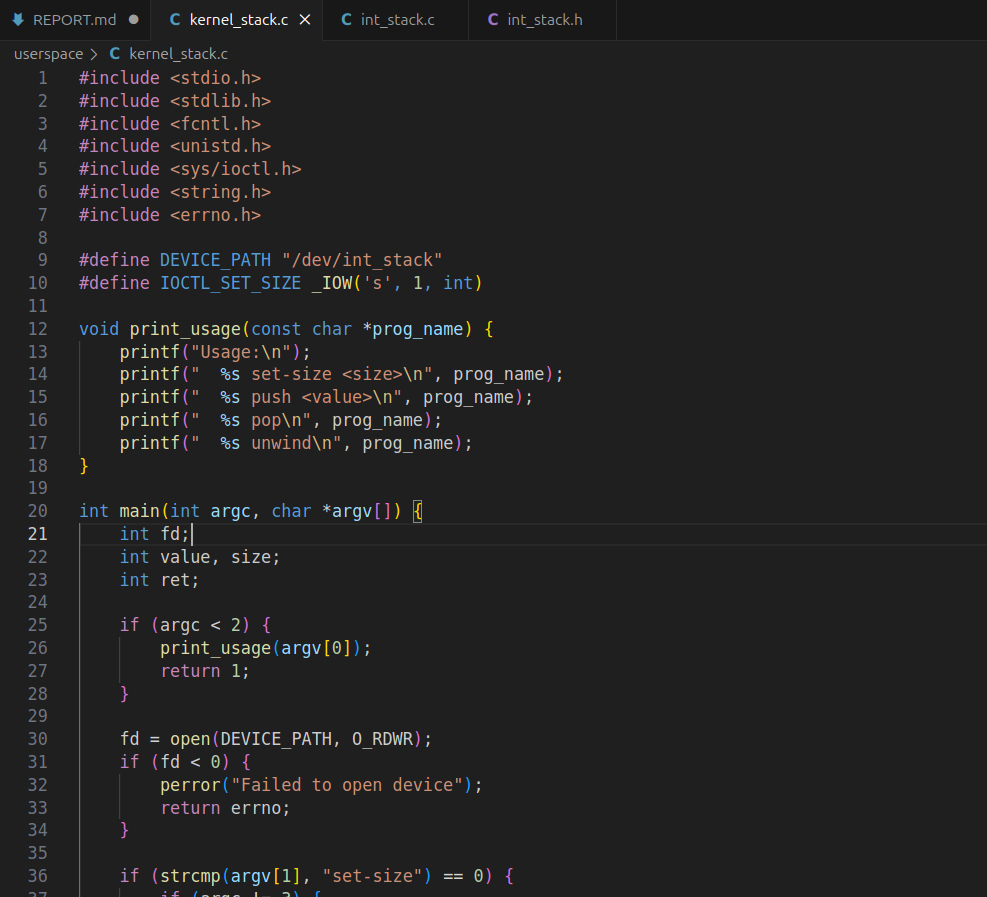 REPORT.md kernel_stack.c int_stack.c int_stack.h
userspace > C kernel_stack.c
1 #include <stdio.h>
2 #include <stdlib.h>
3 #include <fcntl.h>
4 #include <unistd.h>
5 #include <sys/ioctl.h>
6 #include <string.h>
7 #include <errno.h>
8
9 #define DEVICE_PATH "/dev/int_stack"
10 #define IOCTL_SET_SIZE _IOW('s', 1, int)
11
12 void print_usage(const char *prog_name) {
13     printf("Usage:\n");
14     printf("  %s set-size <size>\n", prog_name);
15     printf("  %s push <value>\n", prog_name);
16     printf("  %s pop\n", prog_name);
17     printf("  %s unwind\n", prog_name);
18 }
19
20 int main(int argc, char *argv[]) {
21     int fd;
22     int value, size;
23     int ret;
24
25     if (argc < 2) {
26         print_usage(argv[0]);
27         return 1;
28     }
29
30     fd = open(DEVICE_PATH, O_RDWR);
31     if (fd < 0) {
32         perror("Failed to open device");
33         return errno;
34     }
35
36     if (strcmp(argv[1], "set-size") == 0) {
37         if (argc != 3) {